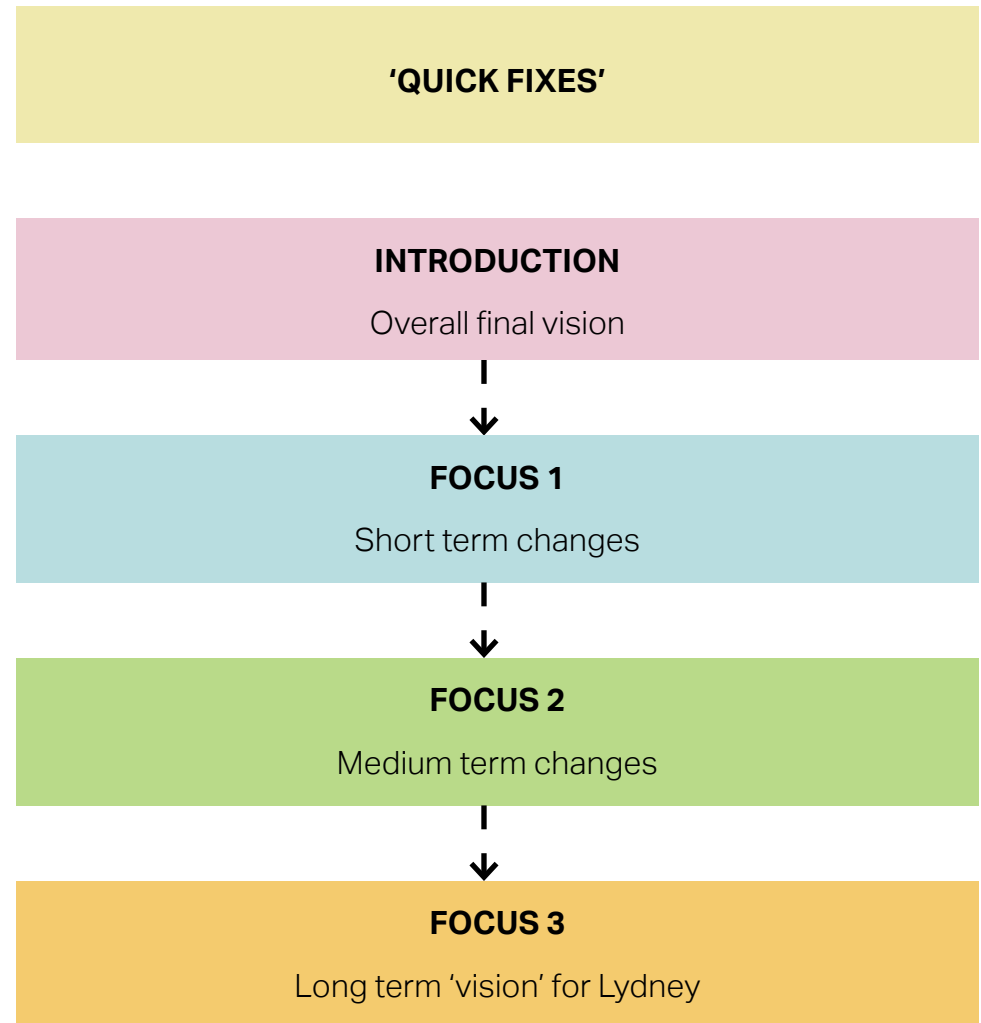 ‘QUICK FIXES’
INTRODUCTION
Overall final vision
FOCUS 1
Short term changes
FOCUS 2
Medium term changes
FOCUS 3
Long term ‘vision’ for Lydney